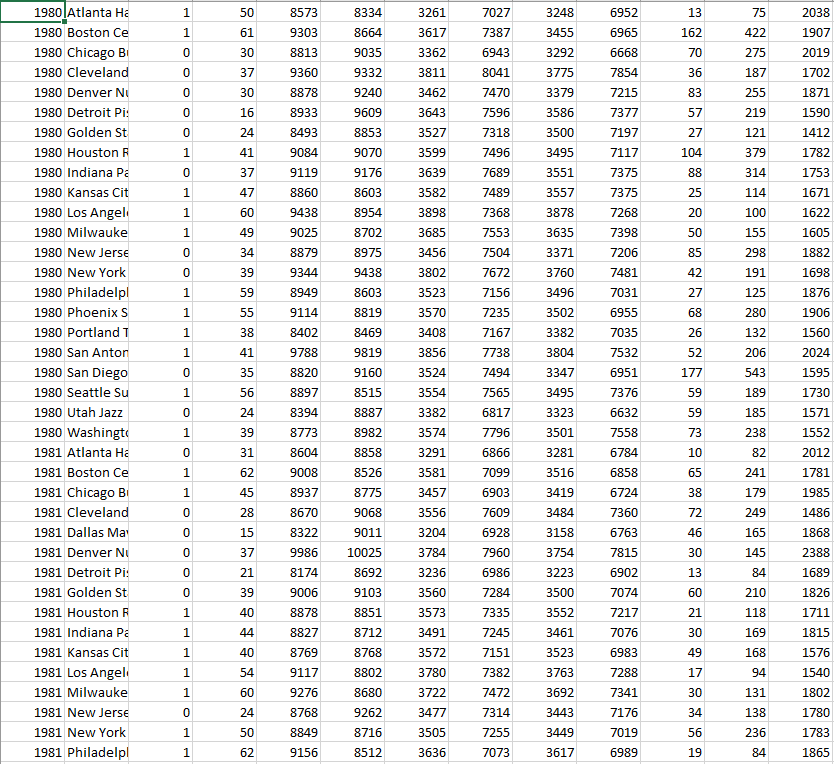 1980 Atlanta Ha 1 50 8573 8334 3261 7027 3248 6952 13 75 2038
1980 Boston Ce 1 61 9303 8664 3617 7387 3455 6965 162 422 1907
1980 Chicago Bu 0 30 8813 9035 3362 6943 3292 6668 70 275 2019
1980 Cleveland 0 37 9360 9332 3811 8041 3775 7854 36 187 1702
1980 Denver Nu 0 30 8878 9240 3462 7470 3379 7215 83 255 1871
1980 Detroit Pis 0 16 8933 9609 3643 7596 3586 7377 57 219 1590
1980 Golden St 0 24 8493 8853 3527 7318 3500 7197 27 121 1412
1980 Houston R 1 41 9084 9070 3599 7496 3495 7117 104 379 1782
1980 Indiana Pa 0 37 9119 9176 3639 7689 3551 7375 88 314 1753
1980 Kansas Cit 1 47 8860 8603 3582 7489 3557 7375 25 114 1671
1980 Los Angele 1 60 9438 8954 3898 7368 3878 7268 20 100 1622
1980 Milwauke 1 49 9025 8702 3685 7553 3635 7398 50 155 1605
1980 New Jerse 0 34 8879 8975 3456 7504 3371 7206 85 298 1882
1980 New York 0 39 9344 9438 3802 7672 3760 7481 42 191 1698
1980 Philadelpl 1 59 8949 8603 3523 7156 3496 7031 27 125 1876
1980 Phoenix S 1 55 9114 8819 3570 7235 3502 6955 68 280 1906
1980 Portland T 1 38 8402 8469 3408 7167 3382 7035 26 132 1560
1980 San Anton 1 41 9788 9819 3856 7738 3804 7532 52 206 2024
1980 San Diego 0 35 8820 9160 3524 7494 3347 6951 177 543 1595
1980 Seattle Su 1 56 8897 8515 3554 7565 3495 7376 59 189 1730
1980 Utah Jazz 0 24 8394 8887 3382 6817 3323 6632 59 185 1571
1980 Washingto 1 39 8773 8982 3574 7796 3501 7558 73 238 1552
1981 Atlanta Ha 0 31 8604 8858 3291 6866 3281 6784 10 82 2012
1981 Boston Ce 1 62 9008 8526 3581 7099 3516 6858 65 241 1781
1981 Chicago Bu 1 45 8937 8775 3457 6903 3419 6724 38 179 1985
1981 Cleveland 0 28 8670 9068 3556 7609 3484 7360 72 249 1486
1981 Dallas Mav 0 15 8322 9011 3204 6928 3158 6763 46 165 1868
1981 Denver Nu 0 37 9986 10025 3784 7960 3754 7815 30 145 2388
1981 Detroit Pis 0 21 8174 8692 3236 6986 3223 6902 13 84 1689
1981 Golden St 0 39 9006 9103 3560 7284 3500 7074 60 210 1826
1981 Houston R 1 40 8878 8851 3573 7335 3552 7217 21 118 1711
1981 Indiana Pa 1 44 8827 8712 3491 7245 3461 7076 30 169 1815
1981 Kansas Cit 1 40 8769 8768 3572 7151 3523 6983 49 168 1576
1981 Los Angele 1 54 9117 8802 3780 7382 3763 7288 17 94 1540
1981 Milwauke 1 60 9276 8680 3722 7472 3692 7341 30 131 1802
1981 New Jerse 0 24 8768 9262 3477 7314 3443 7176 34 138 1780
1981 New York 1 50 8849 8716 3505 7255 3449 7019 56 236 1783
1981 Philadelpl 1 62 9156 8512 3636 7073 3617 6989 19 84 1865